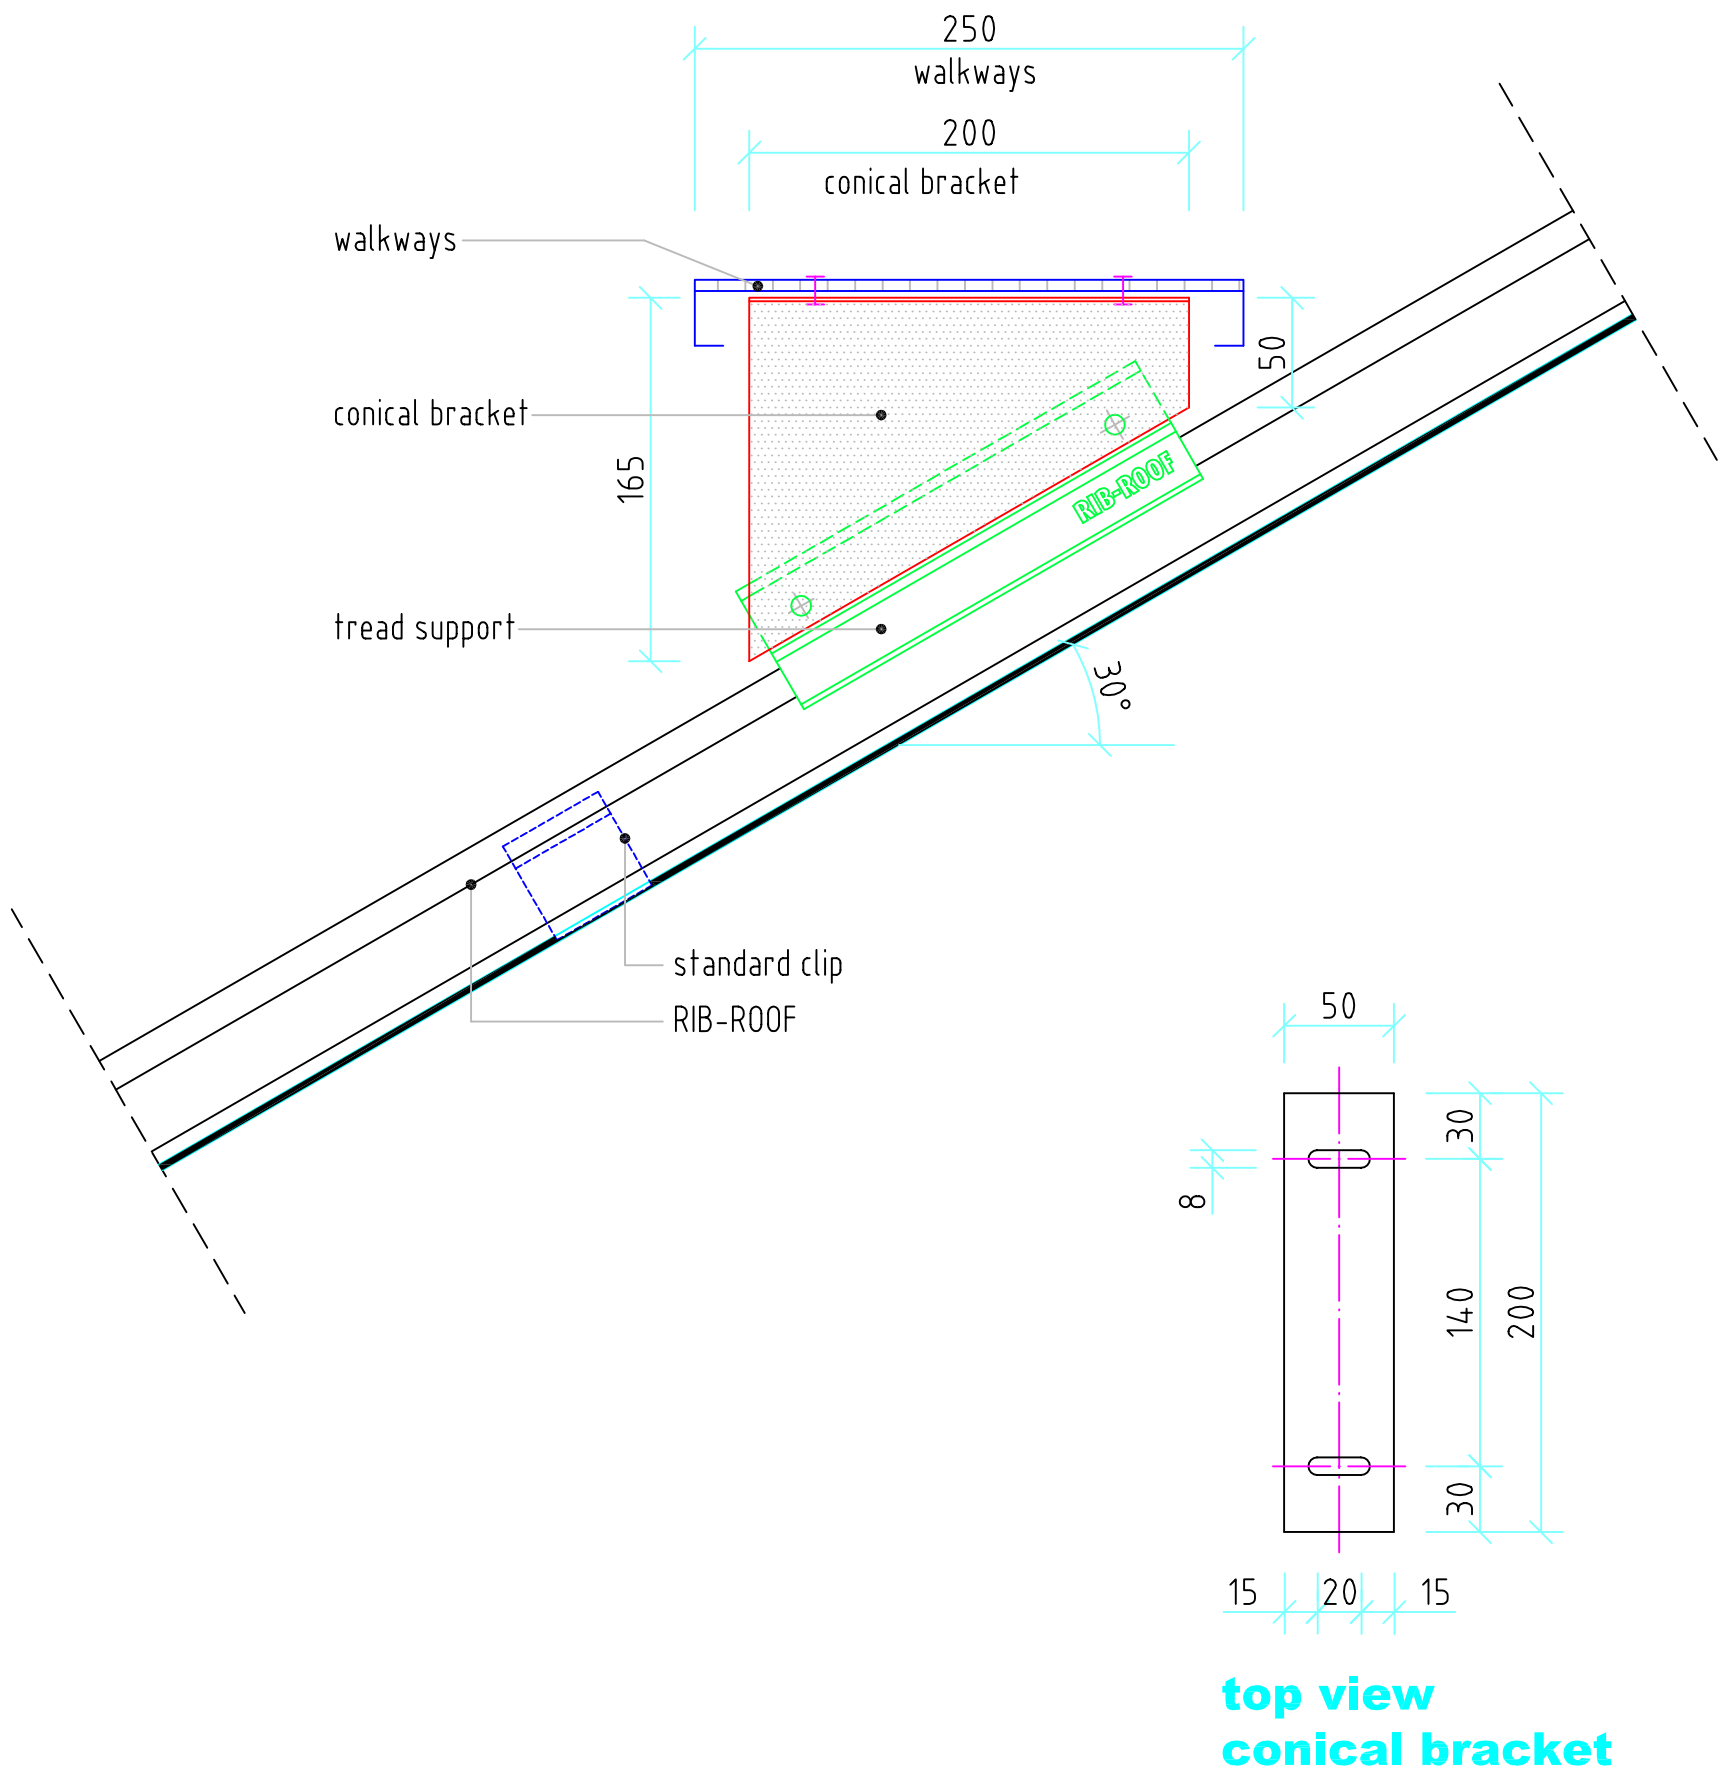 250
walkways
200
conical bracket
walkways
50
conical bracket
165
RIB-ROOF
tread support
30°
standard clip
RIB-ROOF
50
30
8
140
200
30
15
20
15
top view
conical bracket